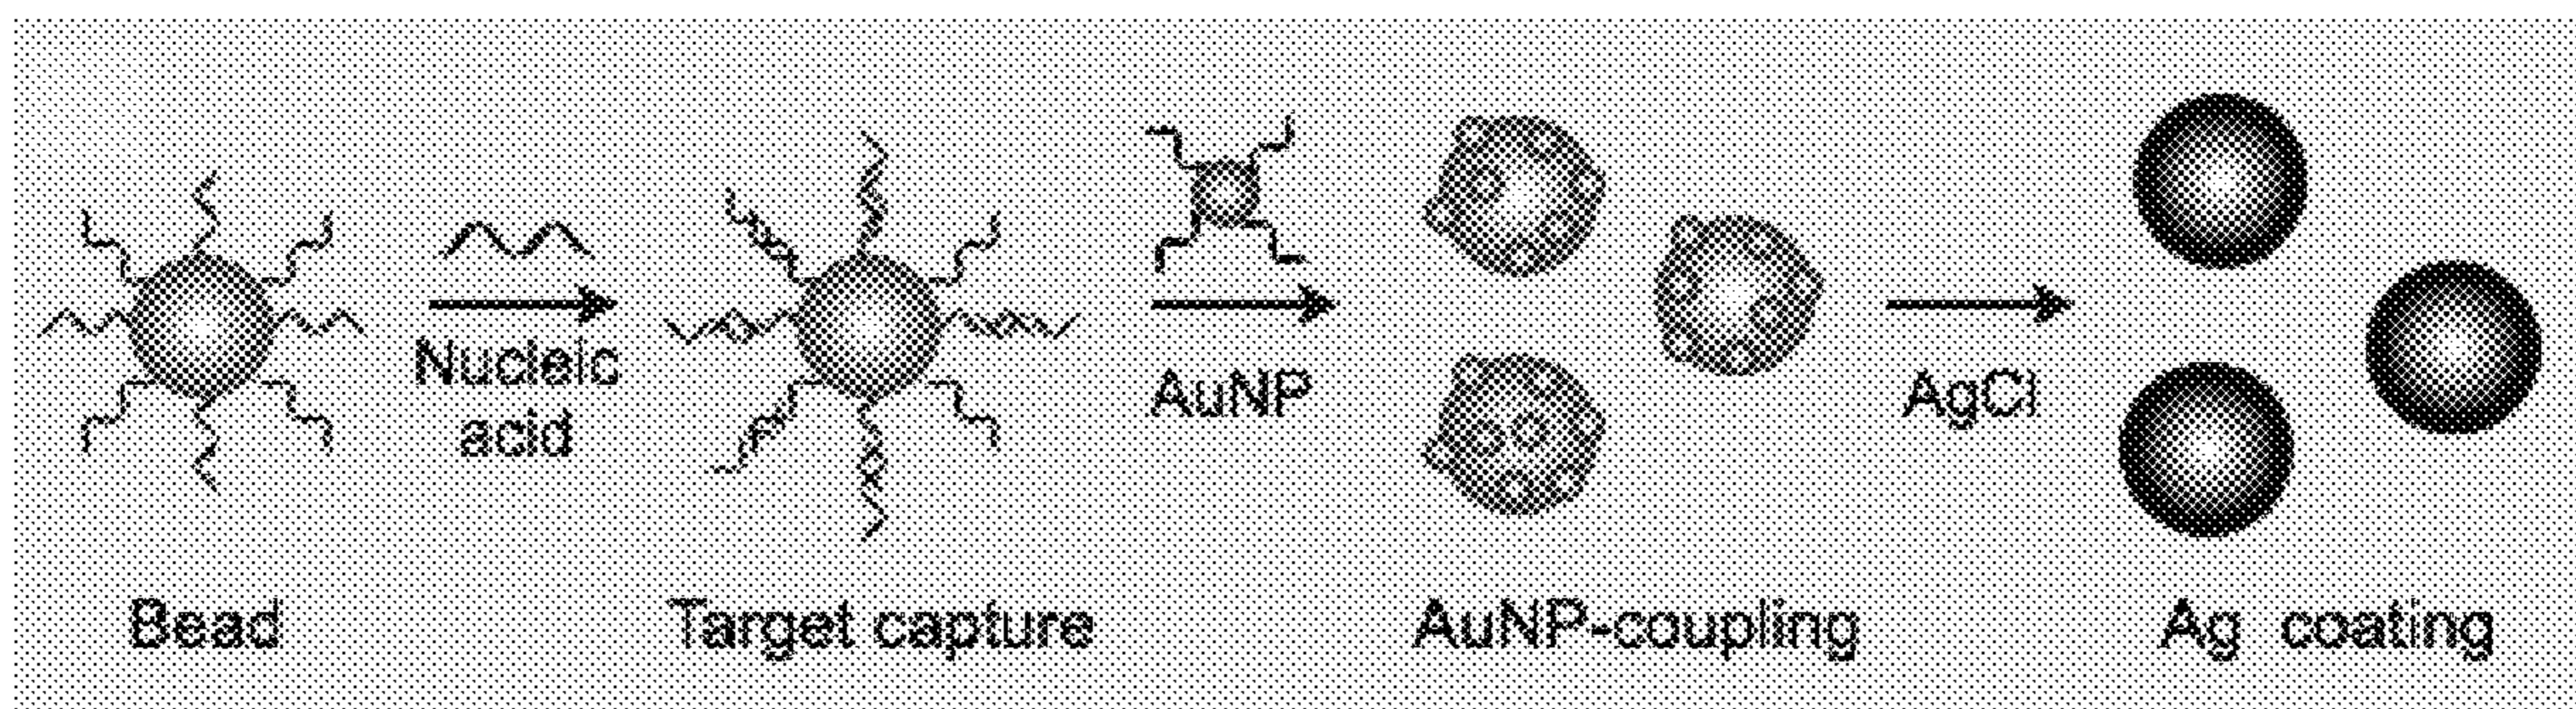 Nucleic
acid
AuNP
AgCl
Bead
Target capture
AuNP-coupling
Ag coating